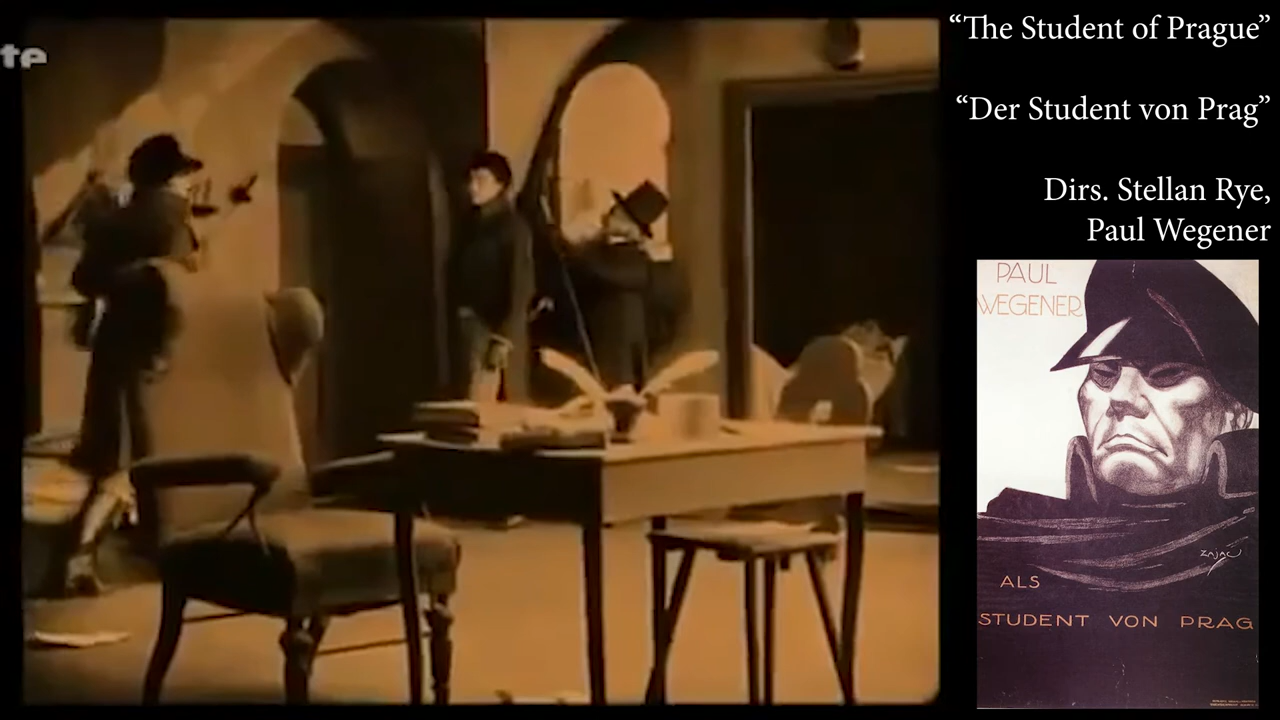 te
“The Student of Prague”
“Der Student von Prag”
Dirs. Stellan Rye,
Paul Wegener
PAUL
WEGENER
ALS
STUDENT VON PRAG